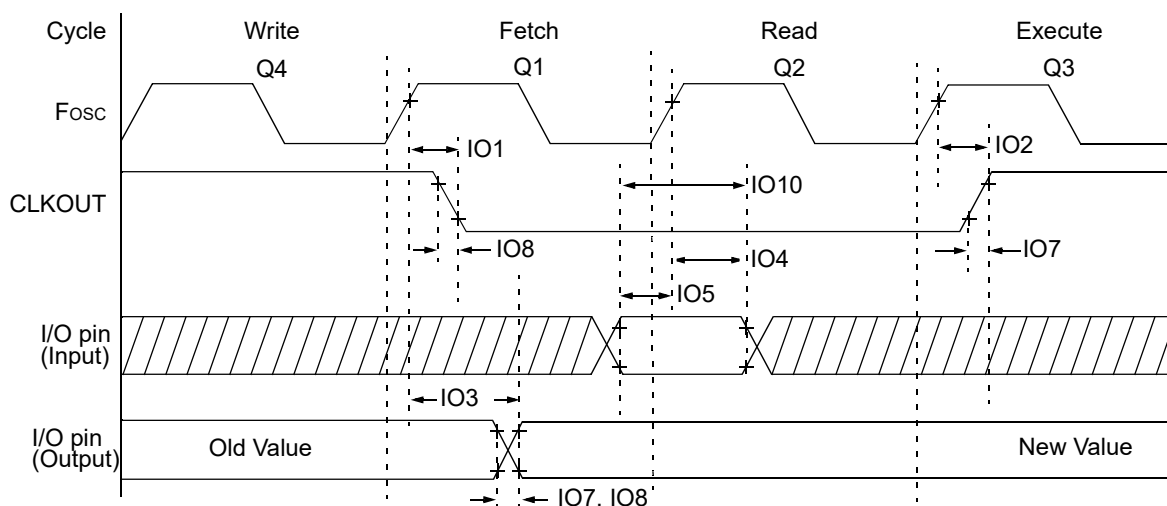 Cycle Write Fetch Read Execute
Q4 Q1 Q2 Q3
Fosc
IO1 IO2
IO10
CLKOUT
IO8 IO4 IO7
IO5
I/O pin
(Input)
IO3
I/O pin
(Output)
Old Value New Value
IO7, IO8